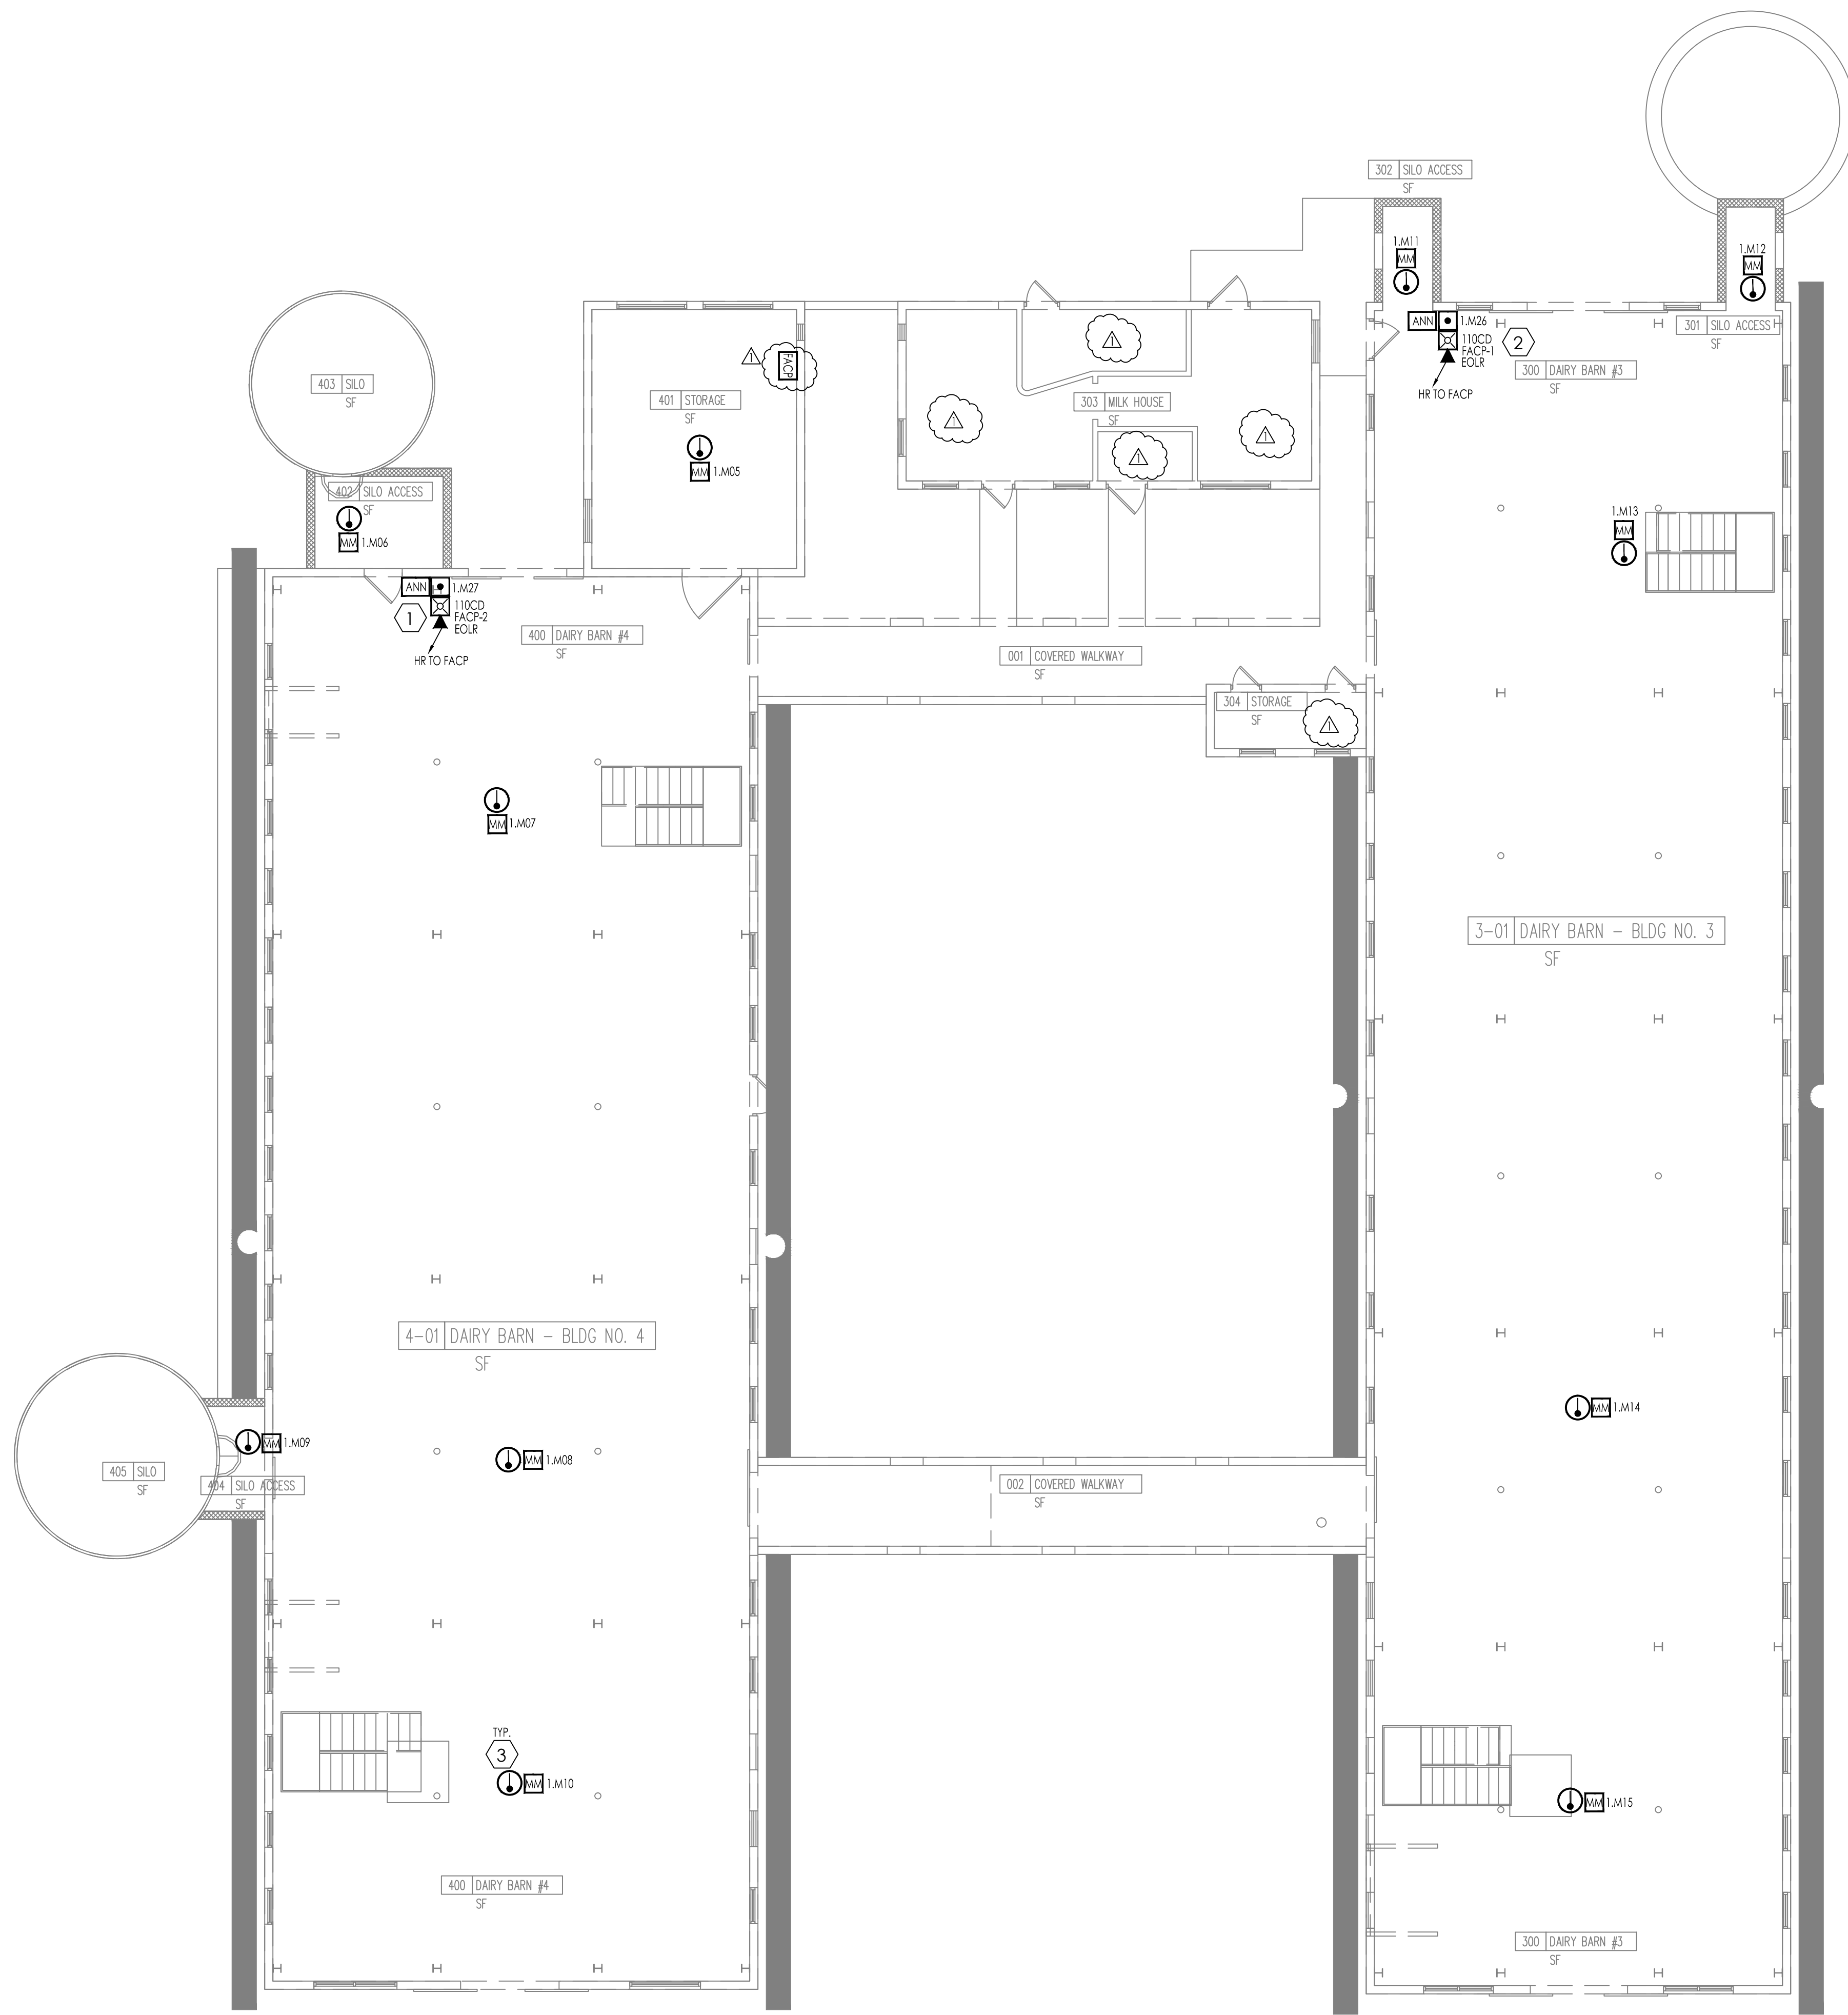 302 SILO ACCESS
SF
1.M11
MM
1.M12
MM
ANN
1.M26
110CD
FACP-1
EOLR
2
HR TO FACP
301 SILO ACCESS
SF
300 DAIRY BARN #3
SF
403 SILO
SF
401 STORAGE
SF
1
FACP
MM 1.M05
1
303 MILK HOUSE
SF
1
1
1
402 SILO ACCESS
SF
MM 1.M06
1.M13
MM
ANN
1.M27
110CD
FACP-2
EOLR
1
HR TO FACP
400 DAIRY BARN #4
SF
001 COVERED WALKWAY
SF
304 STORAGE
SF
1
MM 1.M07
3-01 DAIRY BARN – BLDG NO. 3
SF
4-01 DAIRY BARN – BLDG NO. 4
SF
MM 1.M14
MM 1.M09
MM 1.M08
405 SILO
SF
404 SILO ACCESS
SF
002 COVERED WALKWAY
SF
TYP.
3
MM 1.M10
MM 1.M15
400 DAIRY BARN #4
SF
300 DAIRY BARN #3
SF